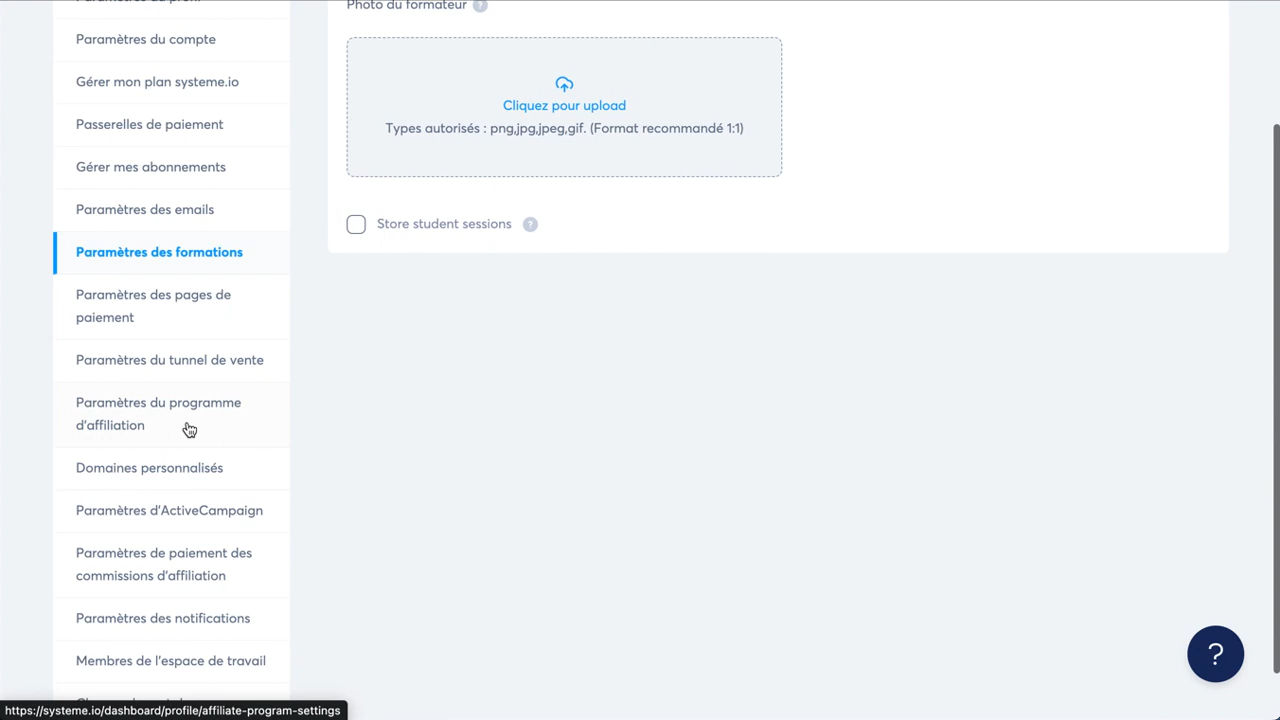 Photo du formateur ?
Paramètres du compte
Gérer mon plan systeme.io
Passerelles de paiement
Gérer mes abonnements
Paramètres des emails
Paramètres des formations
Paramètres des pages de
paiement
Paramètres du tunnel de vente
Paramètres du programme
d'affiliation
Domaines personnalisés
Paramètres d'ActiveCampaign
Paramètres de paiement des
commissions d'affiliation
Paramètres des notifications
Membres de l'espace de travail
Cliquez pour upload
Types autorisés : png,jpg,jpeg,gif. (Format recommandé 1:1)
Store student sessions ?
?
https://systeme.io/dashboard/profile/affiliate-program-settings